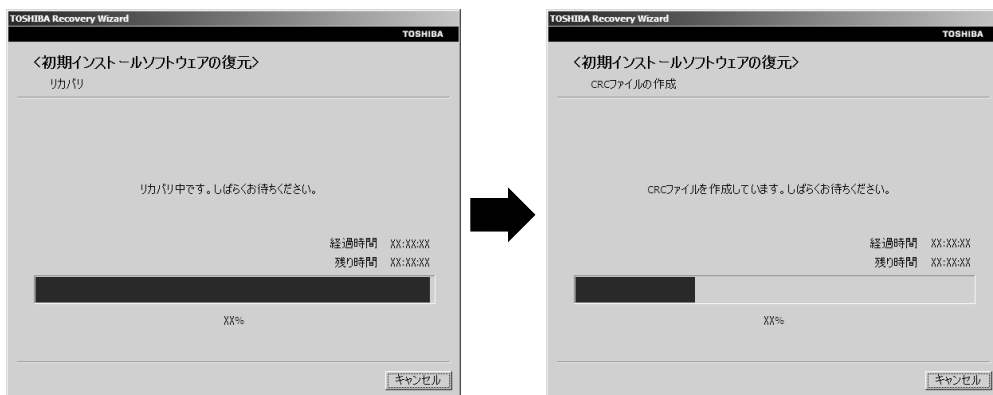 TOSHIBA Recovery Wizard
TOSHIBA
<初期インストールソフトウェアの復元>
リカバリ
リカバリ中です。しばらくお待ちください。
経過時間 XX:XX:XX
残り時間 XX:XX:XX
XX%
キャンセル
TOSHIBA Recovery Wizard
TOSHIBA
<初期インストールソフトウェアの復元>
CRCファイルの作成
CRCファイルを作成しています。しばらくお待ちください。
経過時間 XX:XX:XX
残り時間 XX:XX:XX
XX%
キャンセル